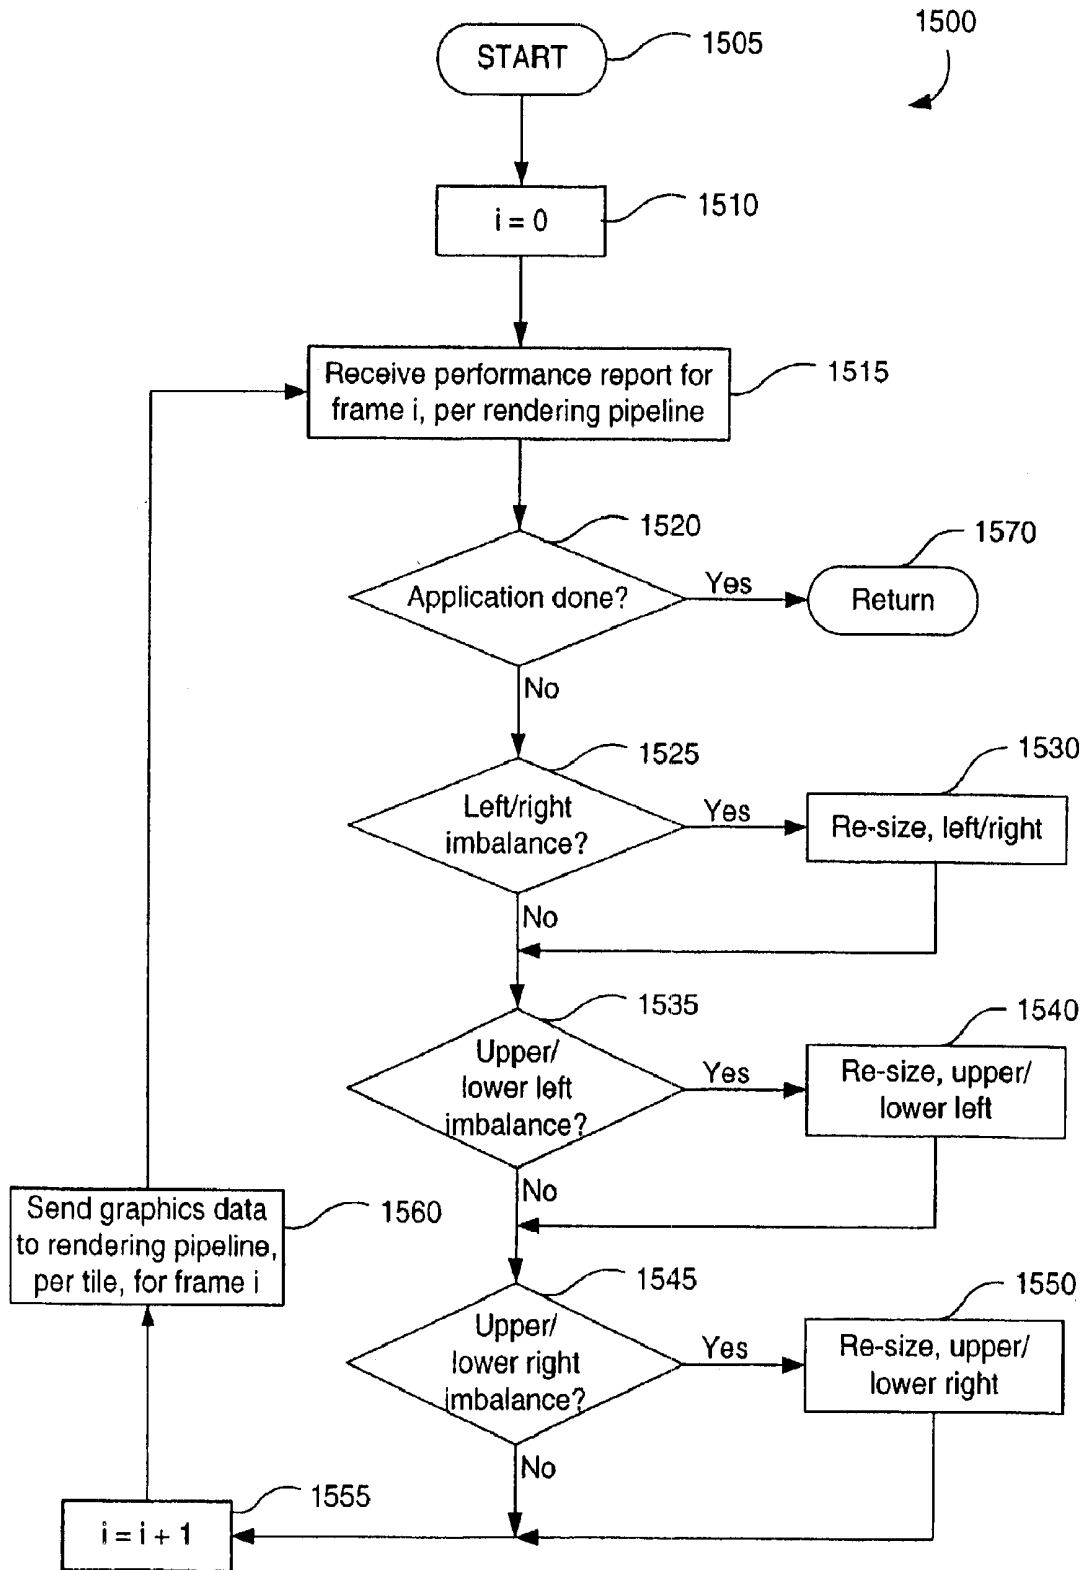 1500
START
1505
i = 0
1510
Receive performance report for
frame i, per rendering pipeline
1515
1520
Application done?
Yes
1570
Return
No
1525
Left/right
imbalance?
Yes
1530
Re-size, left/right
No
1535
Upper/
lower left
imbalance?
Yes
1540
Re-size, upper/
lower left
No
Send graphics data
to rendering pipeline,
per tile, for frame i
1560
1545
Upper/
lower right
imbalance?
Yes
1550
Re-size, upper/
lower right
No
1555
i = i + 1